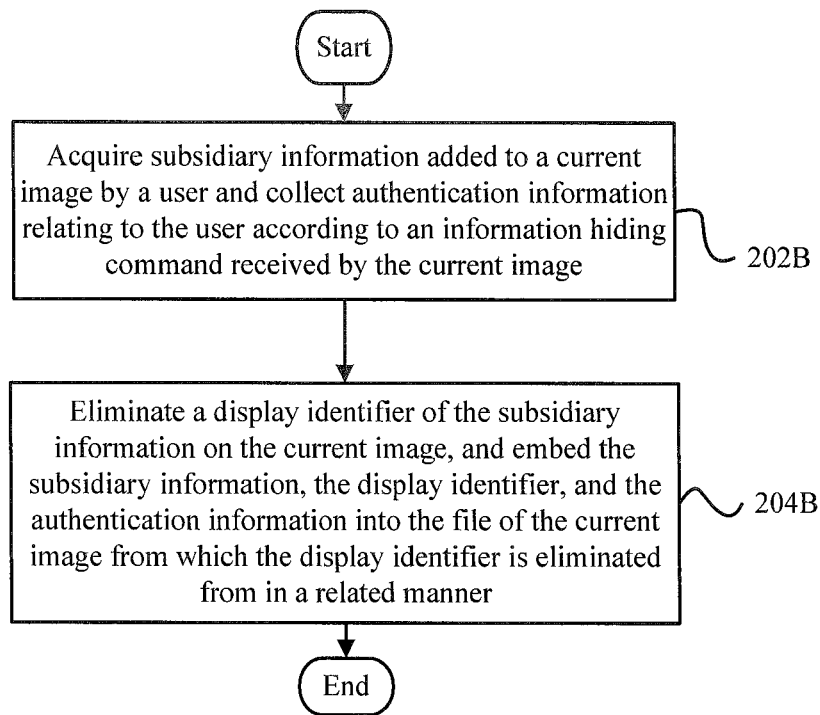 Start
Acquire subsidiary information added to a current
image by a user and collect authentication information
relating to the user according to an information hiding
command received by the current image
202B
Eliminate a display identifier of the subsidiary
information on the current image, and embed the
subsidiary information, the display identifier, and the
authentication information into the file of the current
image from which the display identifier is eliminated
from in a related manner
204B
End